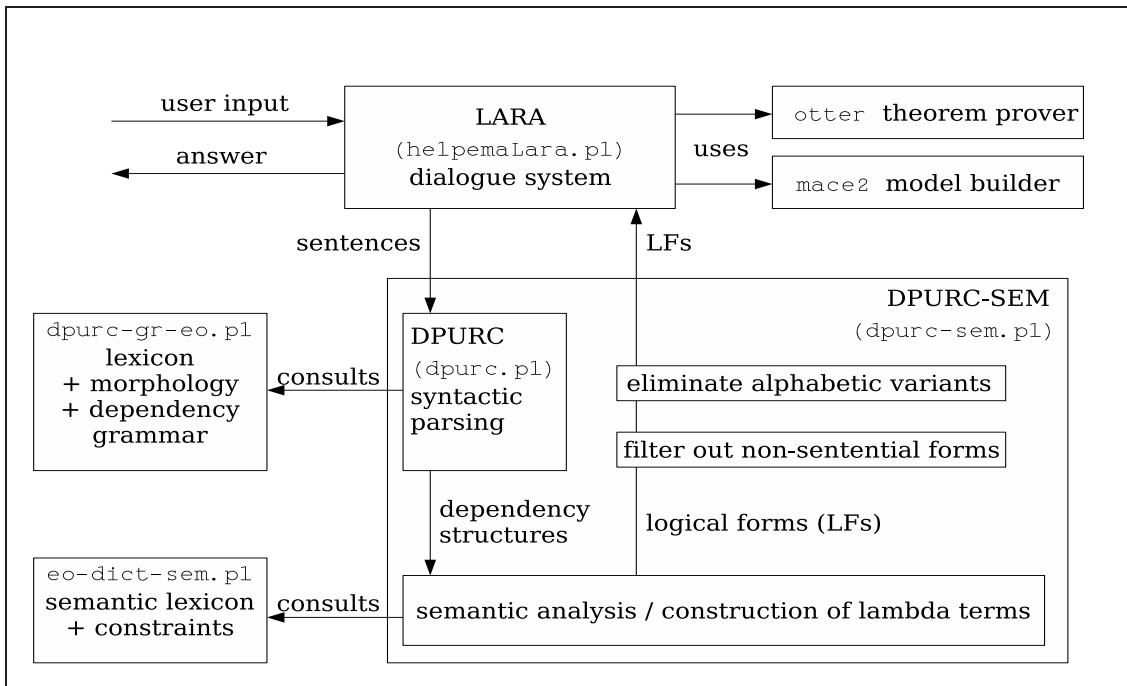 user input
answer
LARA
(helpemaLara.pl)
dialogue system
uses
otter theorem prover
mace2 model builder
sentences
LFs
DPURC-SEM
(dpurc-sem.pl)
dpurc-gr-eo.pl
lexicon
+ morphology
+ dependency
grammar
consults
DPURC
(dpurc.pl)
syntactic
parsing
eliminate alphabetic variants
filter out non-sentential forms
dependency
structures
logical forms (LFs)
eo-dict-sem.pl
semantic lexicon
+ constraints
consults
semantic analysis / construction of lambda terms